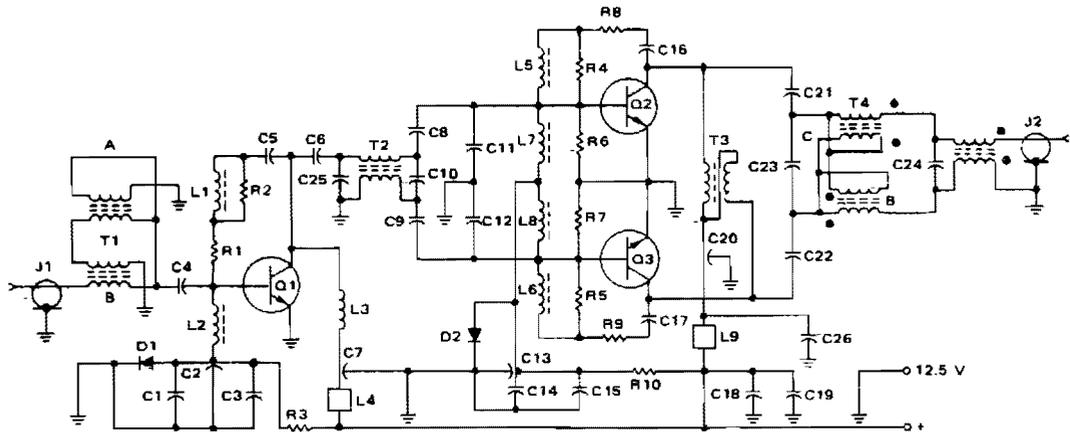 R8
C16
L5
R4
Q2
C21
T4
J2
A
C5
C6
T2
C8
L7
R6
T3
C
C11
C23
C24
C25
C10
L1
R2
B
C9
C12
L8
R7
T1
R1
C20
C22
J1
C4
Q1
Q3
B
L2
L3
L6
R5
D1
D2
R9
C17
L9
C26
C7
C13
C2
R10
12.5 V
C1
C3
L4
C14
C15
C18
C19
R3
+